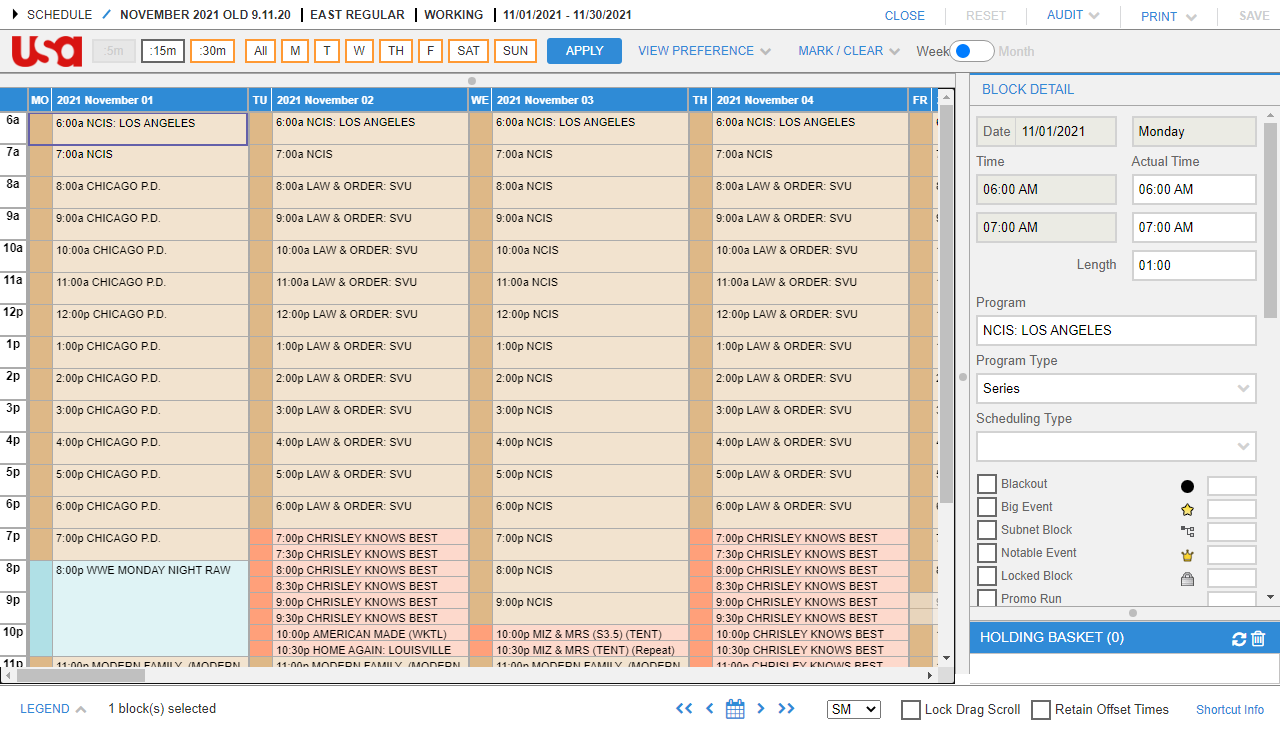 SCHEDULE NOVEMBER 2021 OLD 9.11.20 EAST REGULAR WORKING 11/01/2021 - 11/30/2021 CLOSE RESET AUDIT PRINT SAVE
usa :5m :15m :30m All M T W TH F SAT SUN APPLY VIEW PREFERENCE MARK / CLEAR Week Month
MO 2021 November 01 TU 2021 November 02 WE 2021 November 03 TH 2021 November 04 FR
6a 6:00a NCIS: LOS ANGELES 6:00a NCIS: LOS ANGELES 6:00a NCIS: LOS ANGELES 6:00a NCIS: LOS ANGELES
7a 7:00a NCIS 7:00a NCIS 7:00a NCIS 7:00a NCIS
8a 8:00a CHICAGO P.D. 8:00a LAW & ORDER: SVU 8:00a NCIS 8:00a LAW & ORDER: SVU
9a 9:00a CHICAGO P.D. 9:00a LAW & ORDER: SVU 9:00a NCIS 9:00a LAW & ORDER: SVU
10a 10:00a CHICAGO P.D. 10:00a LAW & ORDER: SVU 10:00a NCIS 10:00a LAW & ORDER: SVU
11a 11:00a CHICAGO P.D. 11:00a LAW & ORDER: SVU 11:00a NCIS 11:00a LAW & ORDER: SVU
12p 12:00p CHICAGO P.D. 12:00p LAW & ORDER: SVU 12:00p NCIS 12:00p LAW & ORDER: SVU
1p 1:00p CHICAGO P.D. 1:00p LAW & ORDER: SVU 1:00p NCIS 1:00p LAW & ORDER: SVU
2p 2:00p CHICAGO P.D. 2:00p LAW & ORDER: SVU 2:00p NCIS 2:00p LAW & ORDER: SVU
3p 3:00p CHICAGO P.D. 3:00p LAW & ORDER: SVU 3:00p NCIS 3:00p LAW & ORDER: SVU
4p 4:00p CHICAGO P.D. 4:00p LAW & ORDER: SVU 4:00p NCIS 4:00p LAW & ORDER: SVU
5p 5:00p CHICAGO P.D. 5:00p LAW & ORDER: SVU 5:00p NCIS 5:00p LAW & ORDER: SVU
6p 6:00p CHICAGO P.D. 6:00p LAW & ORDER: SVU 6:00p NCIS 6:00p LAW & ORDER: SVU
7p 7:00p CHICAGO P.D. 7:00p CHRISLEY KNOWS BEST 7:00p NCIS 7:00p CHRISLEY KNOWS BEST
7:30p CHRISLEY KNOWS BEST 7:30p CHRISLEY KNOWS BEST
8p 8:00p WWE MONDAY NIGHT RAW 8:00p CHRISLEY KNOWS BEST 8:00p NCIS 8:00p CHRISLEY KNOWS BEST
8:30p CHRISLEY KNOWS BEST 8:30p CHRISLEY KNOWS BEST
9p 9:00p CHRISLEY KNOWS BEST 9:00p NCIS 9:00p CHRISLEY KNOWS BEST
9:30p CHRISLEY KNOWS BEST 9:30p CHRISLEY KNOWS BEST
10p 10:00p AMERICAN MADE (WKTL) 10:00p MIZ & MRS (S3.5) (TENT) 10:00p CHRISLEY KNOWS BEST
10:30p HOME AGAIN: LOUISVILLE 10:30p MIZ & MRS (TENT) (Repeat) 10:30p CHRISLEY KNOWS BEST
11p 11:00p MODERN FAMILY (MODERN 11:00p MODERN FAMILY (MODERN 11:00p MODERN FAMILY (MODERN 11:00p CHRISLEY KNOWS BEST
BLOCK DETAIL
Date 11/01/2021 Monday
Time Actual Time
06:00 AM 06:00 AM
07:00 AM 07:00 AM
Length 01:00
Program
NCIS: LOS ANGELES
Program Type
Series
Scheduling Type
Blackout
Big Event
Subnet Block
Notable Event
Locked Block
Promo Run
HOLDING BASKET (0)
LEGEND 1 block(s) selected SM Lock Drag Scroll Retain Offset Times Shortcut Info